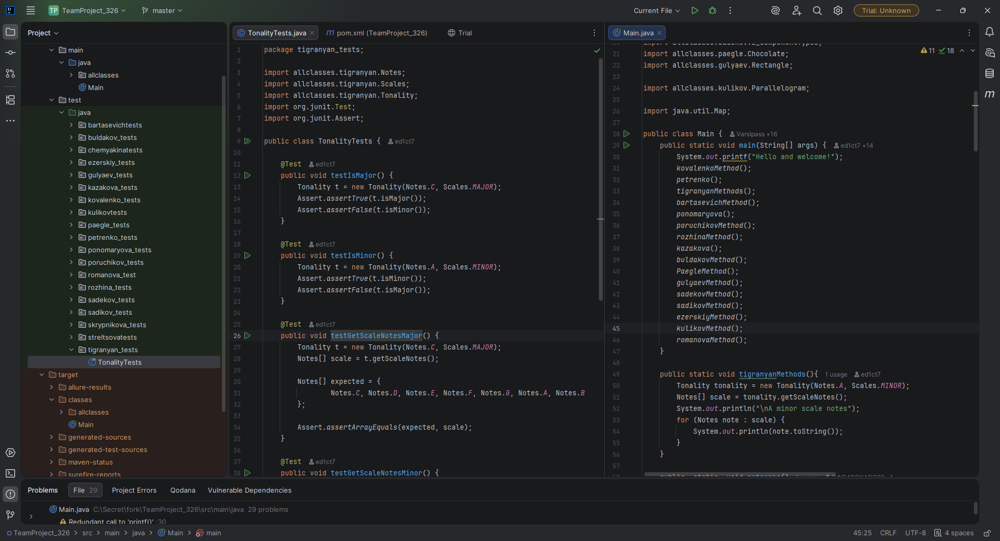 TP TeamProject_326 master Current File Trial: Unknown
Project
main
java
allclasses
Main
test
java
bartasevichtests
buldakov_tests
chemyakinatests
ezerskiy_tests
gulyaev_tests
kazakova_tests
kovalenko_tests
kulikovtests
paegle_tests
petrenko_tests
ponomaryova_tests
poruchikov_tests
romanova_test
rozhina_tests
sadekov_tests
sadikov_tests
skrypnikova_tests
streltsovatests
tigranyan_tests
TonalityTests
target
allure-results
classes
allclasses
Main
generated-sources
generated-test-sources
maven-status
surefire-reports
TonalityTests.java m pom.xml (TeamProject_326) Trial
1 package tigranyan_tests;
2
3 import allclasses.tigranyan.Notes;
4 import allclasses.tigranyan.Scales;
5 import allclasses.tigranyan.Tonality;
6 import org.junit.Test;
7 import org.junit.Assert;
8
9 public class TonalityTests { ed1ct7
10
11 @Test ed1ct7
12 public void testIsMajor() {
13 Tonality t = new Tonality(Notes.C, Scales.MAJOR);
14 Assert.assertTrue(t.isMajor());
15 Assert.assertFalse(t.isMinor());
16 }
17
18 @Test ed1ct7
19 public void testIsMinor() {
20 Tonality t = new Tonality(Notes.A, Scales.MINOR);
21 Assert.assertTrue(t.isMinor());
22 Assert.assertFalse(t.isMajor());
23 }
24
25 @Test ed1ct7
26 public void testGetScaleNotesMajor() {
27 Tonality t = new Tonality(Notes.C, Scales.MAJOR);
28 Notes[] scale = t.getScaleNotes();
29
30 Notes[] expected = {
31 Notes.C, Notes.D, Notes.E, Notes.F, Notes.G, Notes.A, Notes.B
32 };
33
34 Assert.assertArrayEquals(expected, scale);
35 }
36
37 @Test ed1ct7
38 public void testGetScaleNotesMinor() {
Main.java
11 18
21 import allclasses.paegle.Chocolate;
22 import allclasses.gulyaev.Rectangle;
23
24 import allclasses.kulikov.Parallelogram;
25
26 import java.util.Map;
27
28 public class Main { Varsipass +16
29 public static void main(String[] args) { ed1ct7 +14
30 System.out.printf("Hello and welcome!");
31 kovalenkoMethod();
32 petrenko();
33 tigranyanMethods();
34 bartasevichMethod();
35 ponomaryova();
36 poruchikovMethod();
37 rozhinaMethod();
38 kazakova();
39 buldakovMethod();
40 PaegleMethod();
41 gulyaevMethod();
42 sadekovMethod();
43 sadikovMethod();
44 ezerskiyMethod();
45 kulikovMethod();
46 romanovaMethod();
47 }
48
49 public static void tigranyanMethods(){ 1 usage ed1ct7
50 Tonality tonality = new Tonality(Notes.A, Scales.MINOR);
51 Notes[] scale = tonality.getScaleNotes();
52 System.out.println("\nA minor scale notes");
53 for (Notes note : scale) {
54 System.out.println(note.toString());
55 }
56 }
57
Problems File 29 Project Errors Qodana Vulnerable Dependencies
Main.java C:\Secret\fork\TeamProject_326\src\main\java 29 problems
Redundant call to 'printf()' :30
TeamProject_326 > src > main > java > Main > main 45:25 CRLF UTF-8 4 spaces